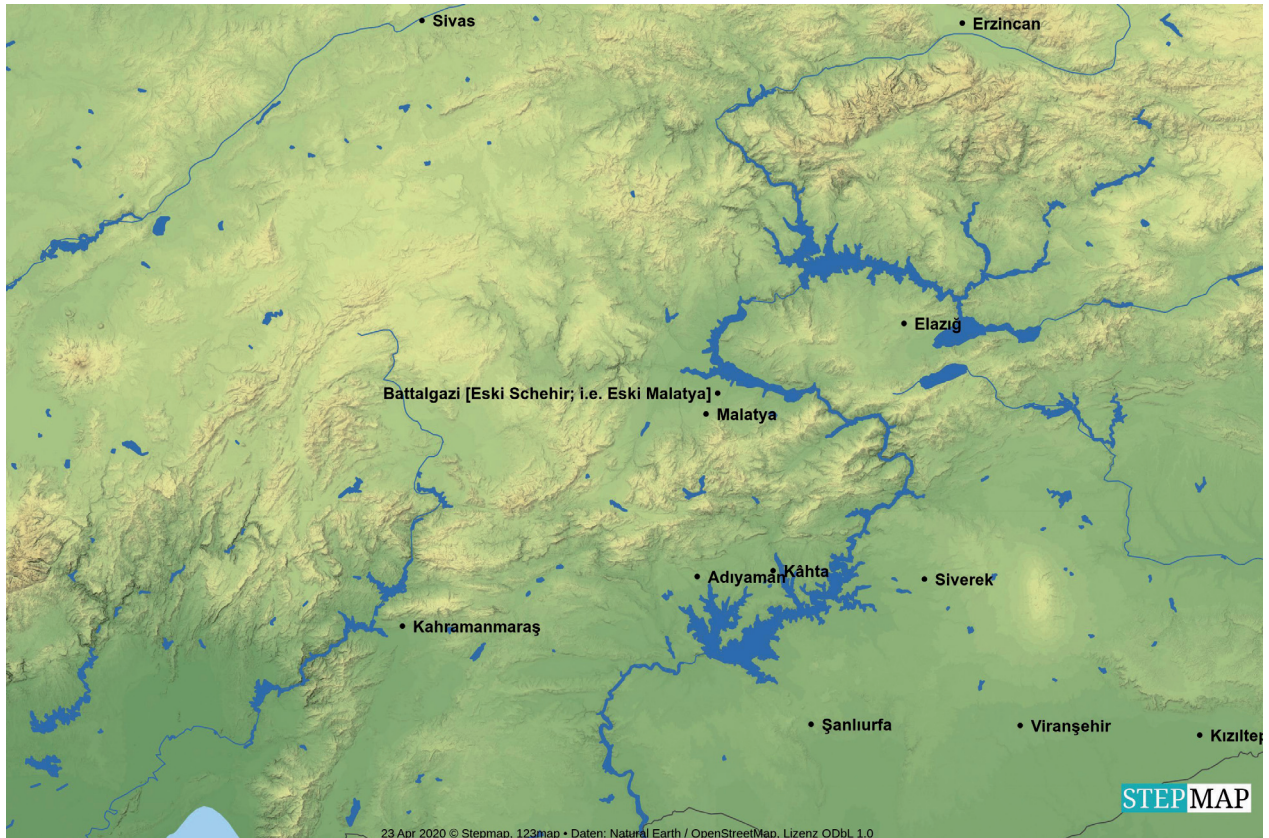 Sivas
Erzincan
Elazığ
Battalgazi [Eski Schehir; i.e. Eski Malatya]
Malatya
Adıyaman
Kâhta
Siverek
Kahramanmaraş
Şanlıurfa
Viranşehir
Kızıltep
STEPMAP
23 Apr 2020 © Stepmap, 123map • Daten: Natural Earth / OpenStreetMap, Lizenz ODbL 1.0